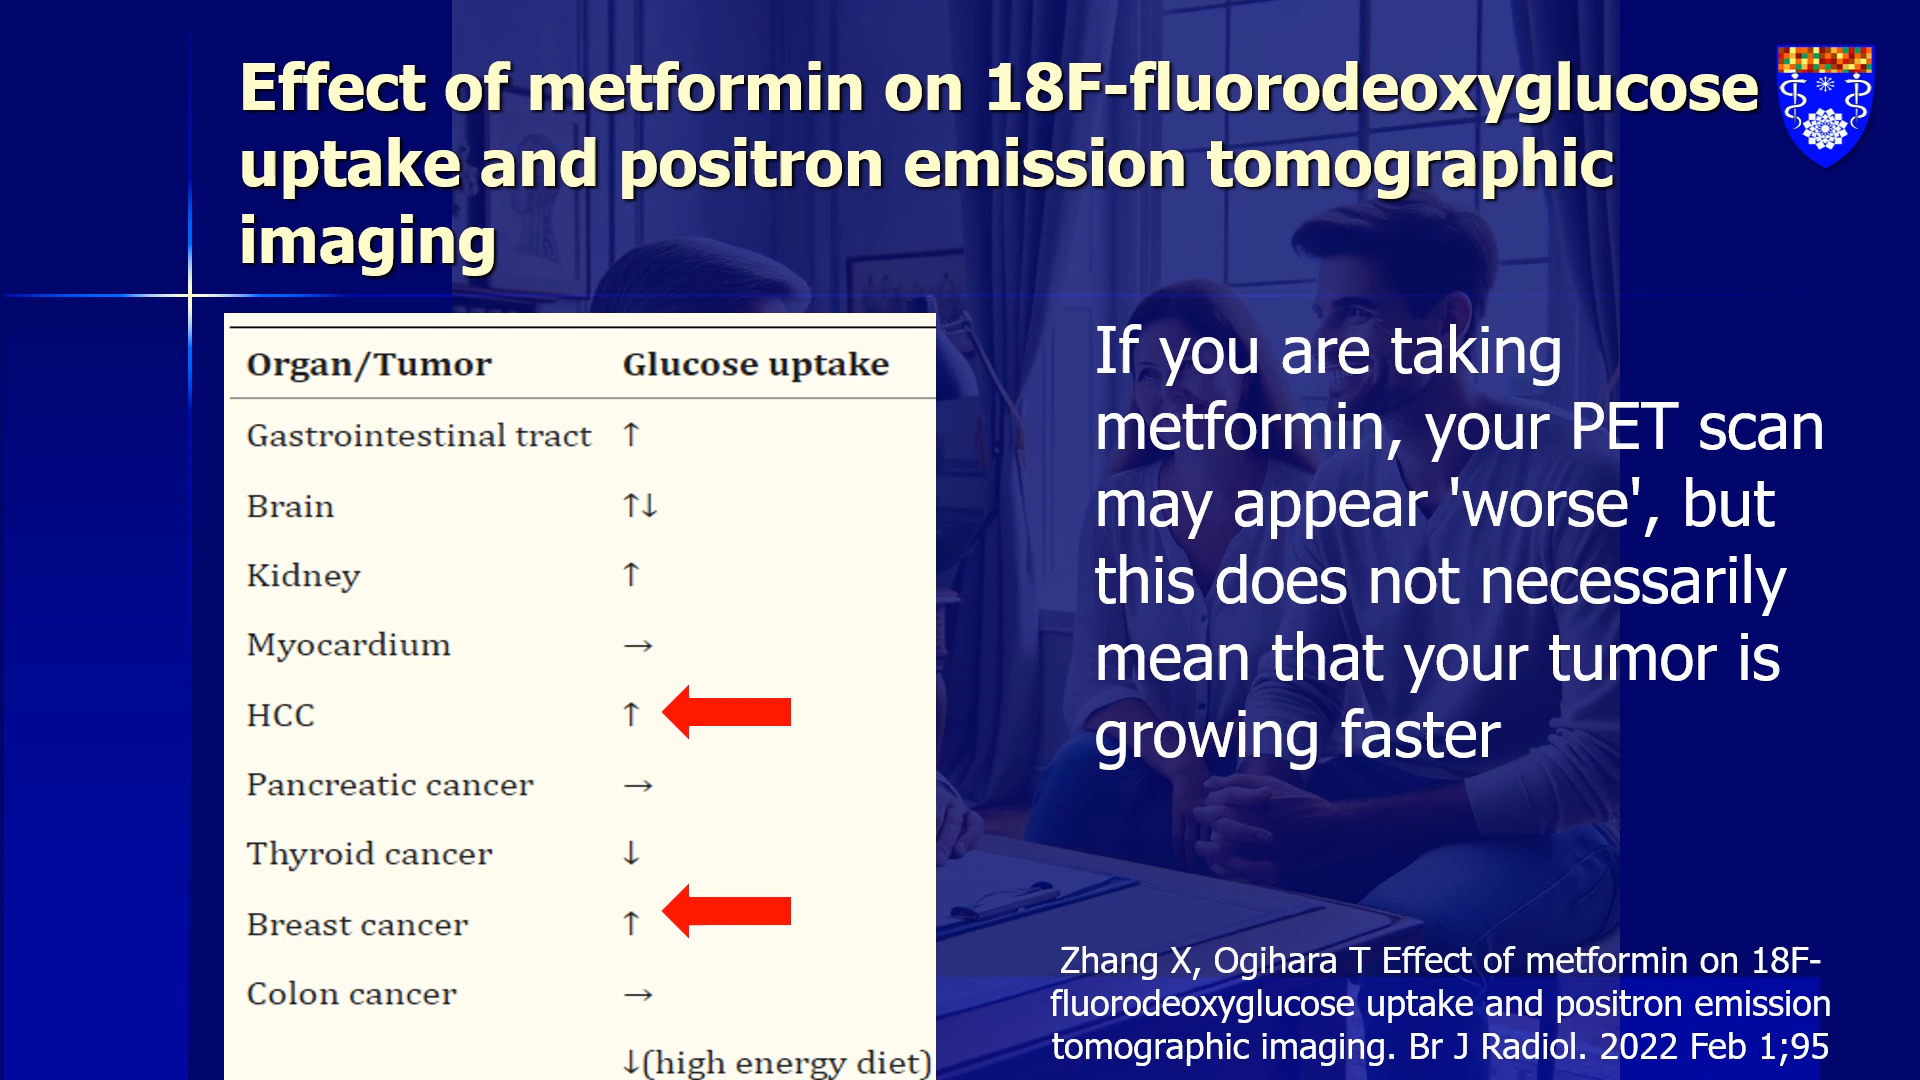 Effect of metformin on 18F-fluorodeoxyglucose
uptake and positron emission tomographic
imaging
Organ/Tumor Glucose uptake
Gastrointestinal tract ↑
Brain ↑↓
Kidney ↑
Myocardium →
HCC ↑
Pancreatic cancer →
Thyroid cancer ↓
Breast cancer ↑
Colon cancer →
↓(high energy diet)
If you are taking
metformin, your PET scan
may appear 'worse', but
this does not necessarily
mean that your tumor is
growing faster
Zhang X, Ogihara T Effect of metformin on 18F-
fluorodeoxyglucose uptake and positron emission
tomographic imaging. Br J Radiol. 2022 Feb 1;95